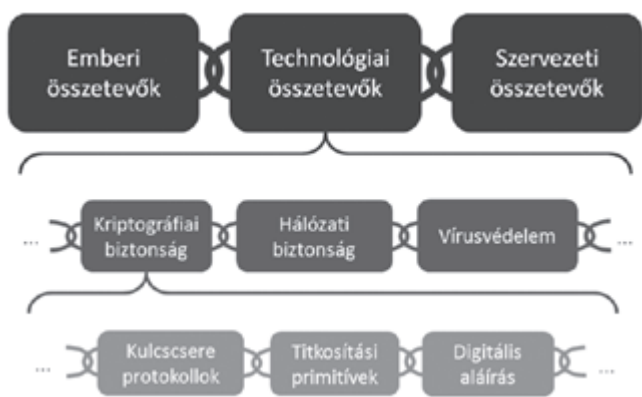 Emberi
összetevők
Technológiai
összetevők
Szervezeti
összetevők
...
Kriptográfiai
biztonság
Hálózati
biztonság
Vírusvédelem
...
...
Kulcscsere
protokollok
Titkosítási
primitívek
Digitális
aláírás
...